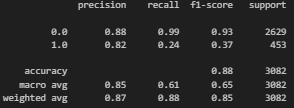 precision recall f1-score support
0.0 0.88 0.99 0.93 2629
1.0 0.82 0.24 0.37 453
accuracy 0.88 3082
macro avg 0.85 0.61 0.65 3082
weighted avg 0.87 0.88 0.85 3082